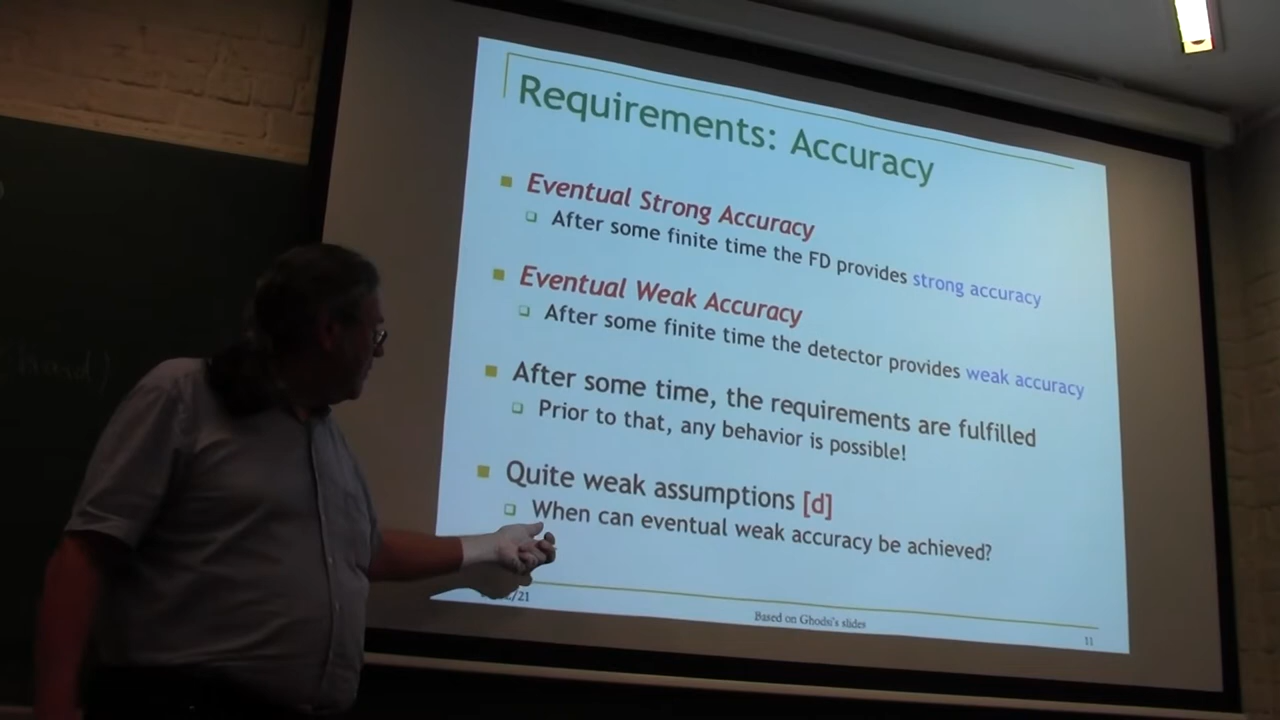 Requirements: Accuracy
Eventual Strong Accuracy
After some finite time the FD provides strong accuracy
Eventual Weak Accuracy
After some finite time the detector provides weak accuracy
After some time, the requirements are fulfilled
Prior to that, any behavior is possible!
Quite weak assumptions [d]
When can eventual weak accuracy be achieved?
/21
Based on Ghodsi's slides
11